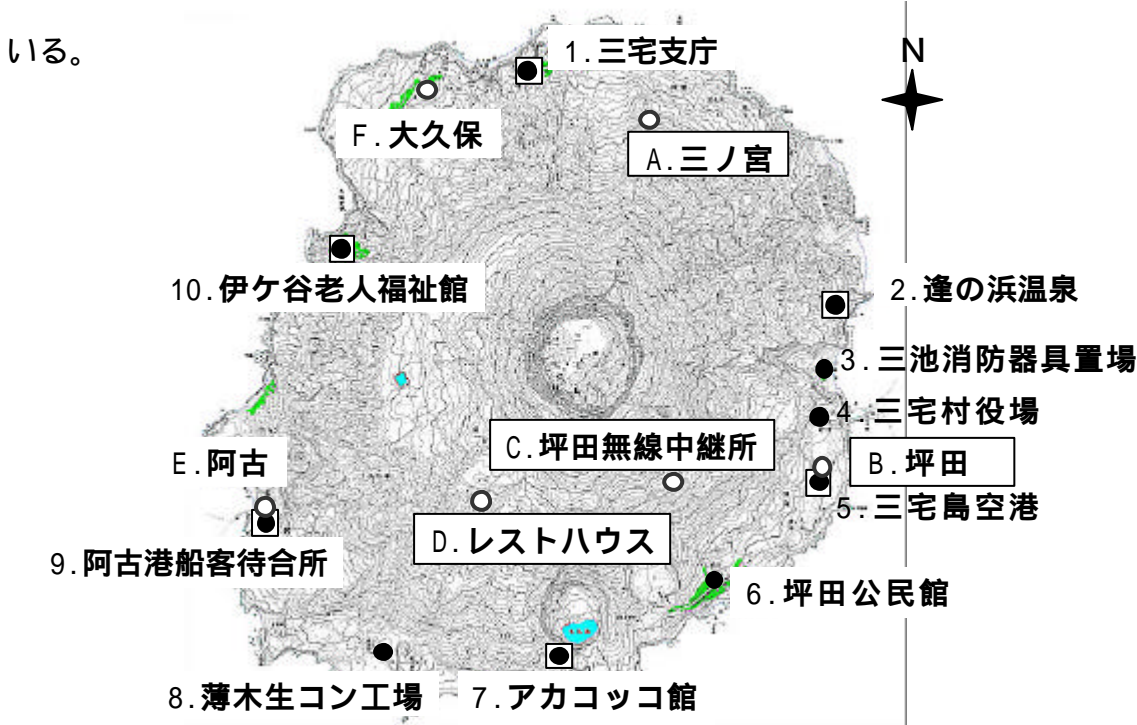 いる。
1.三宅支庁
N
F.大久保
A.三ノ宮
10.伊ケ谷老人福祉館
2.逢の浜温泉
3.三池消防器具置場
4.三宅村役場
C.坪田無線中継所
E.阿古
B.坪田
5.三宅島空港
D.レストハウス
9.阿古港船客待合所
6.坪田公民館
8.薄木生コン工場
7.アカコッコ館